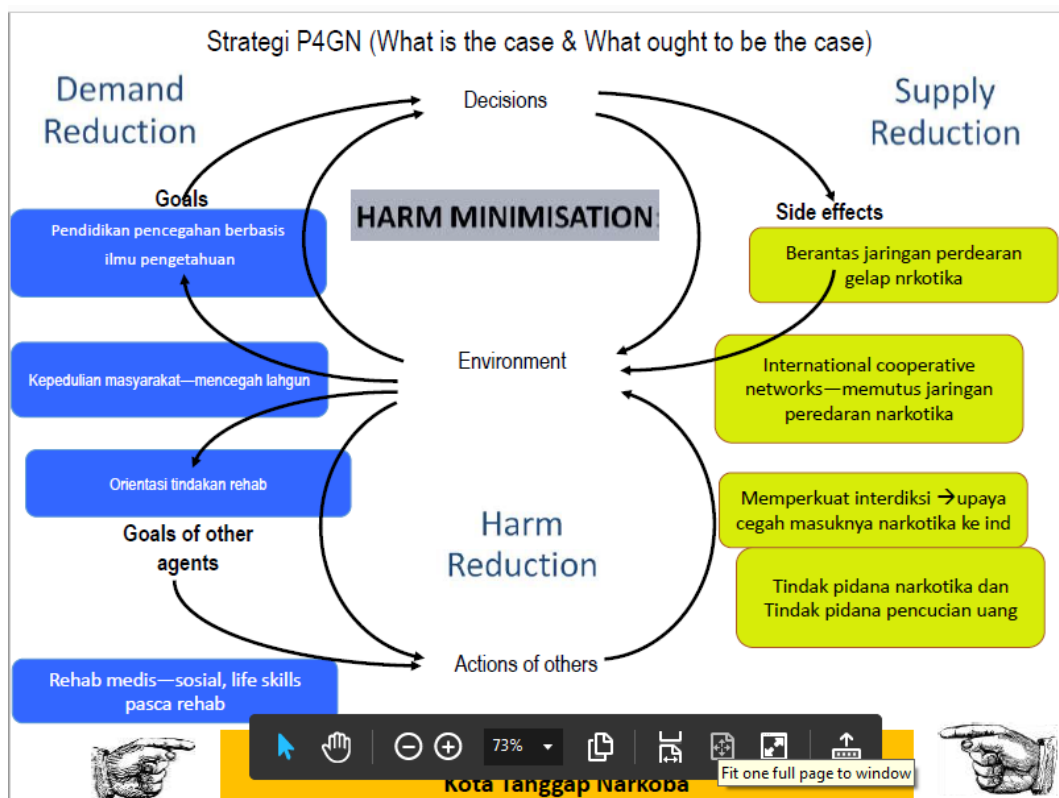 Strategi P4GN (What is the case & What ought to be the case)
Demand
Reduction
Decisions
Supply
Reduction
Goals
HARM MINIMISATION:
Side effects
Pendidikan pencegahan berbasis
ilmu pengetahuan
Berantas jaringan perdearan
gelap nrkotika
Environment
Kepedulian masyarakat—mencegah lahgun
International cooperative
networks—memutus jaringan
peredaran narkotika
Orientasi tindakan rehab
Memperkuat interdiksi →upaya
cegah masuknya narkotika ke ind
Goals of other
agents
Harm
Reduction
Tindak pidana narkotika dan
Tindak pidana pencucian uang
Actions of others
Rehab medis—sosial, life skills
pasca rehab
73%
Fit one full page to window
Kota Tanggap Narkoba